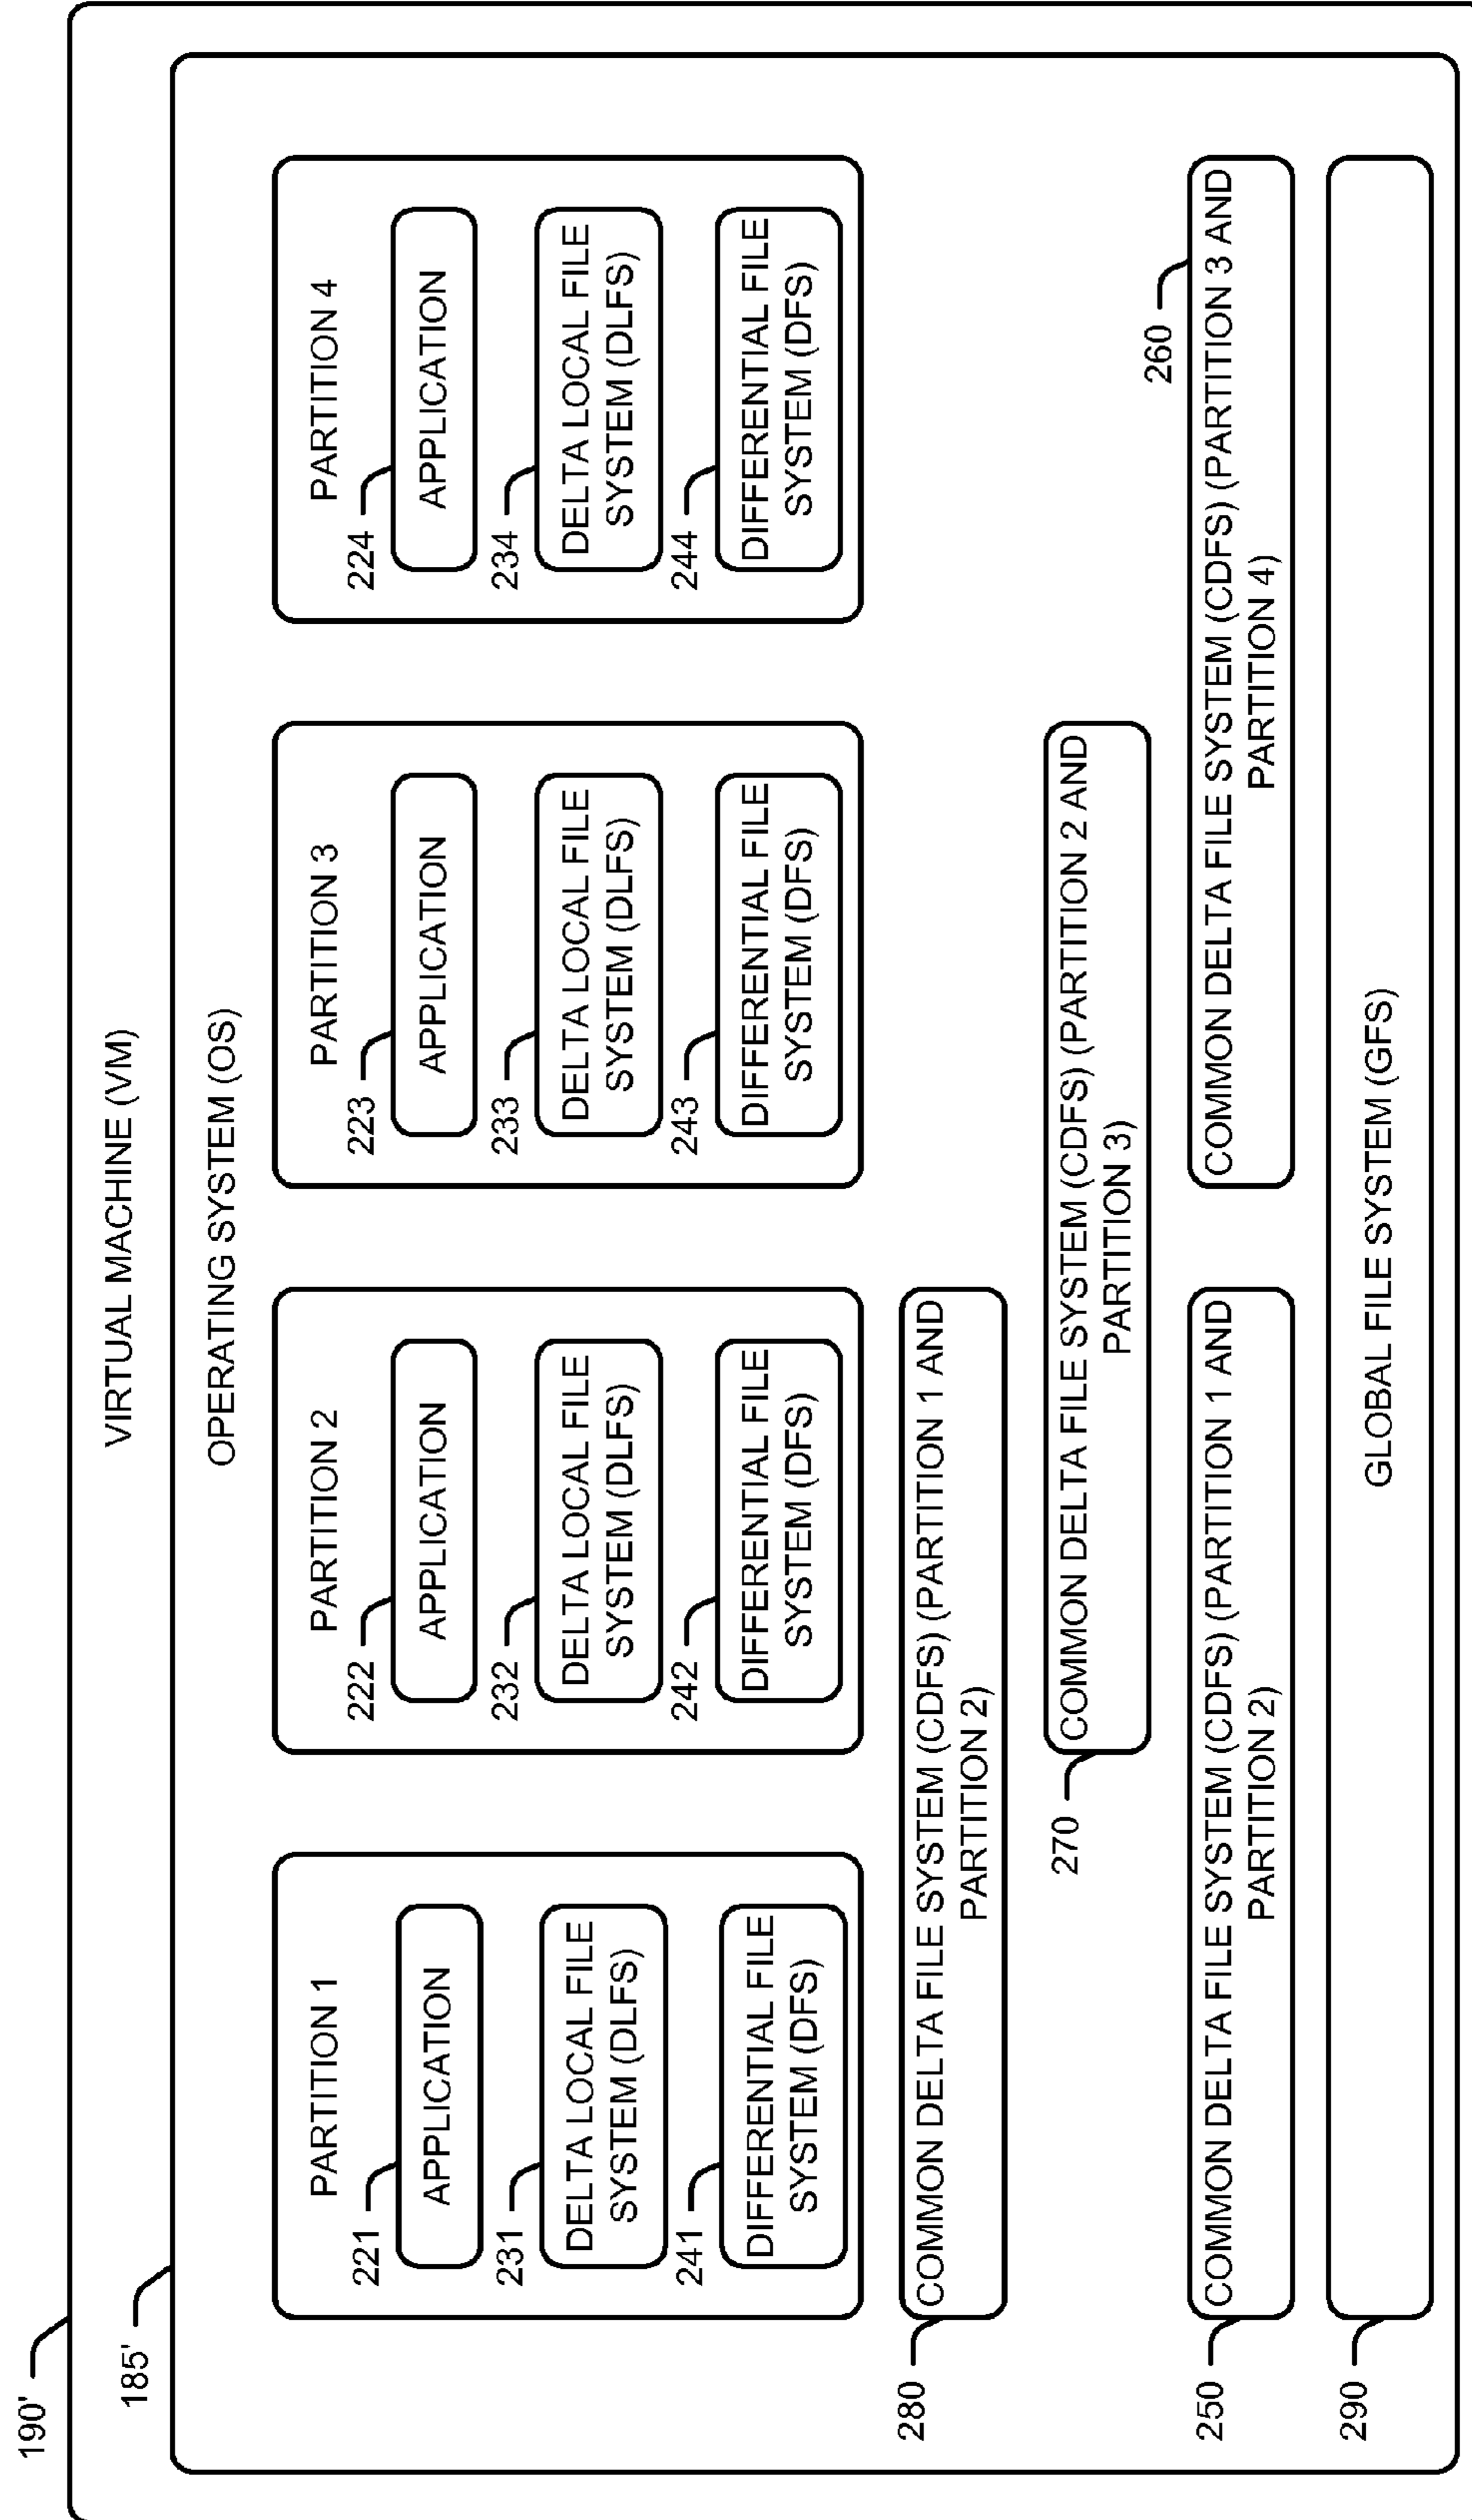 190'
185'
VIRTUAL MACHINE (VM)
OPERATING SYSTEM (OS)
PARTITION 1
221
APPLICATION
231
DELTA LOCAL FILE
SYSTEM (DLFS)
241
DIFFERENTIAL FILE
SYSTEM (DFS)
PARTITION 2
222
APPLICATION
232
DELTA LOCAL FILE
SYSTEM (DLFS)
242
DIFFERENTIAL FILE
SYSTEM (DFS)
PARTITION 3
223
APPLICATION
233
DELTA LOCAL FILE
SYSTEM (DLFS)
243
DIFFERENTIAL FILE
SYSTEM (DFS)
PARTITION 4
224
APPLICATION
234
DELTA LOCAL FILE
SYSTEM (DLFS)
244
DIFFERENTIAL FILE
SYSTEM (DFS)
280
COMMON DELTA FILE SYSTEM (CDFS) (PARTITION 1 AND
PARTITION 2)
270
COMMON DELTA FILE SYSTEM (CDFS) (PARTITION 2 AND
PARTITION 3)
250
COMMON DELTA FILE SYSTEM (CDFS) (PARTITION 1 AND
PARTITION 2)
260
COMMON DELTA FILE SYSTEM (CDFS) (PARTITION 3 AND
PARTITION 4)
290
GLOBAL FILE SYSTEM (GFS)